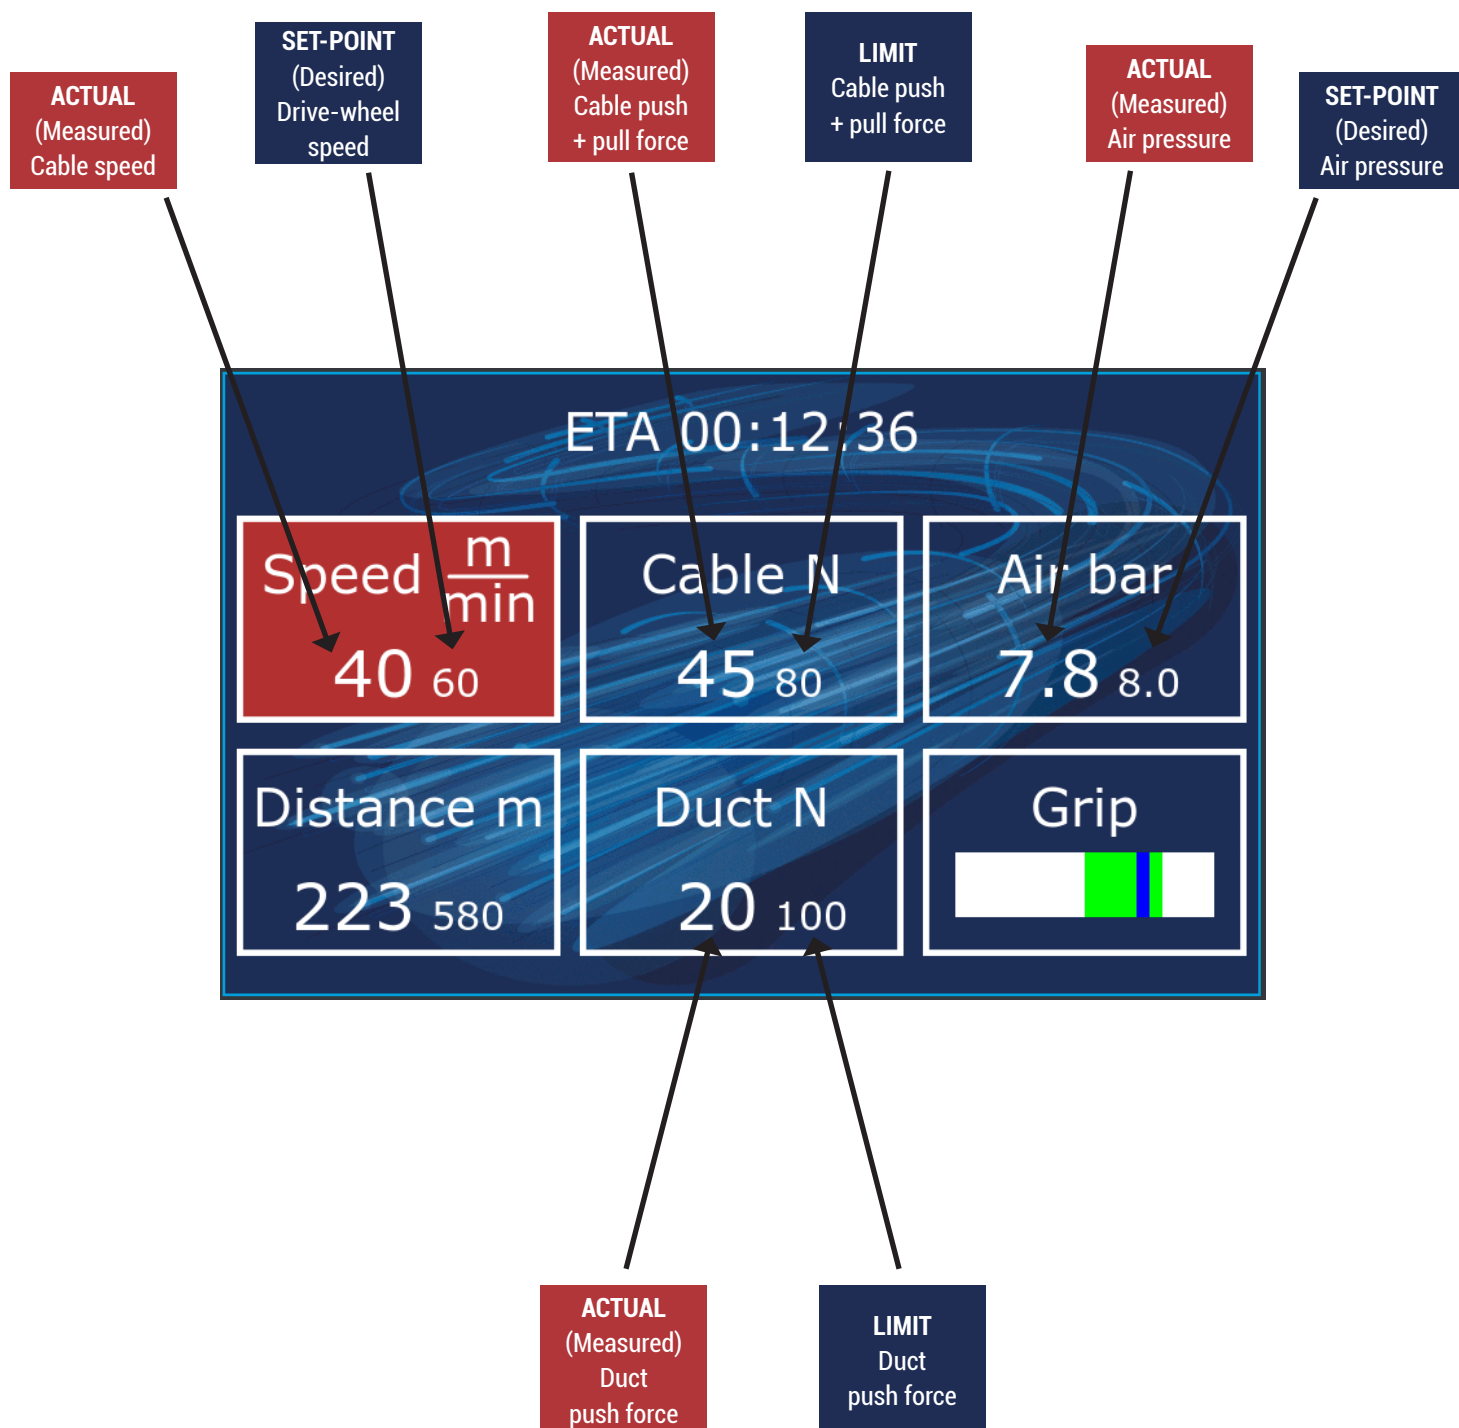 ACTUAL
(Measured)
Cable speed
SET-POINT
(Desired)
Drive-wheel
speed
ACTUAL
(Measured)
Cable push
+ pull force
LIMIT
Cable push
+ pull force
ACTUAL
(Measured)
Air pressure
SET-POINT
(Desired)
Air pressure
ETA 00:12:36
Speed m
min
40 60
Cable N
45 80
Air bar
7.8 8.0
Distance m
223 580
Duct N
20 100
Grip
ACTUAL
(Measured)
Duct
push force
LIMIT
Duct
push force